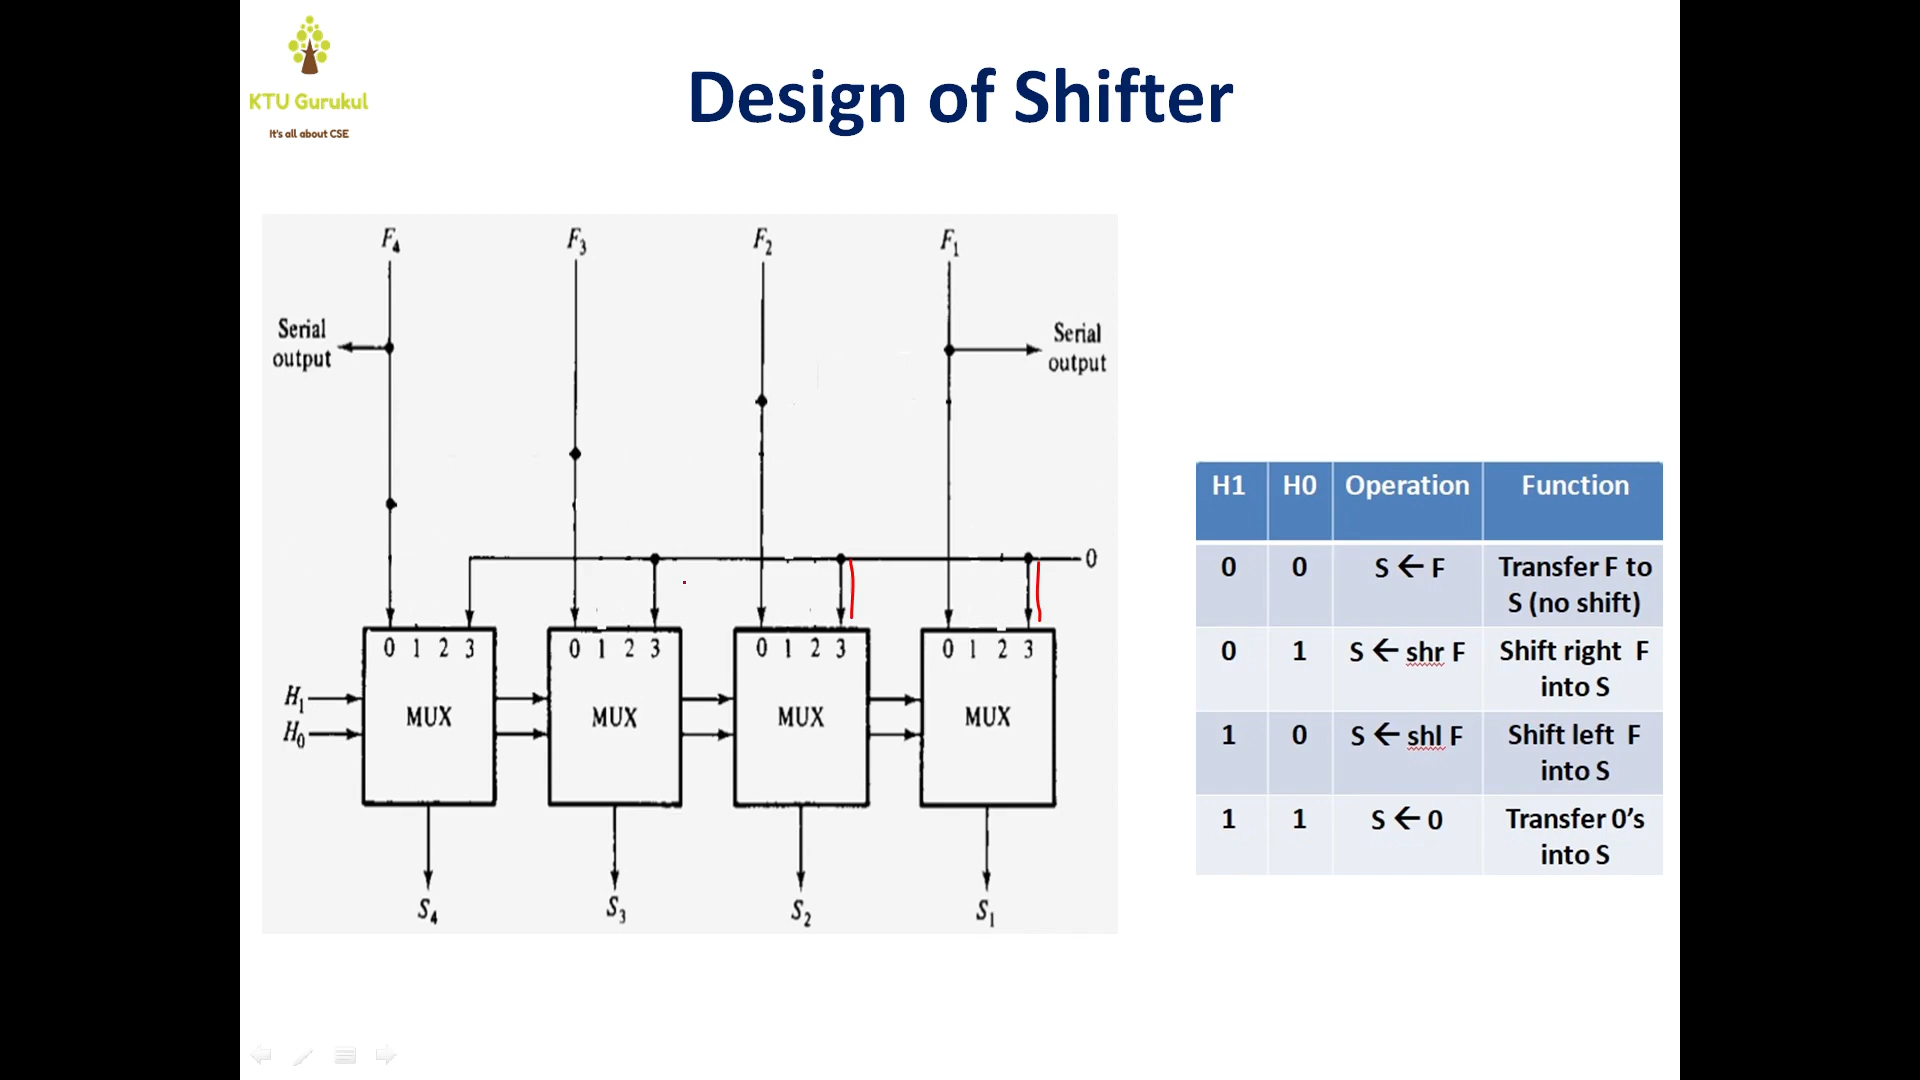 KTU Gurukul
It's all about CSE
Design of Shifter
F4 F3 F2 F1
Serial
output
Serial
output
0
0 1 2 3 0 1 2 3 0 1 2 3 0 1 2 3
H1
H0
MUX MUX MUX MUX
S4 S3 S2 S1
H1 H0 Operation Function
0 0 S ← F Transfer F to
S (no shift)
0 1 S ← shr F Shift right F
into S
1 0 S ← shl F Shift left F
into S
1 1 S ← 0 Transfer 0’s
into S